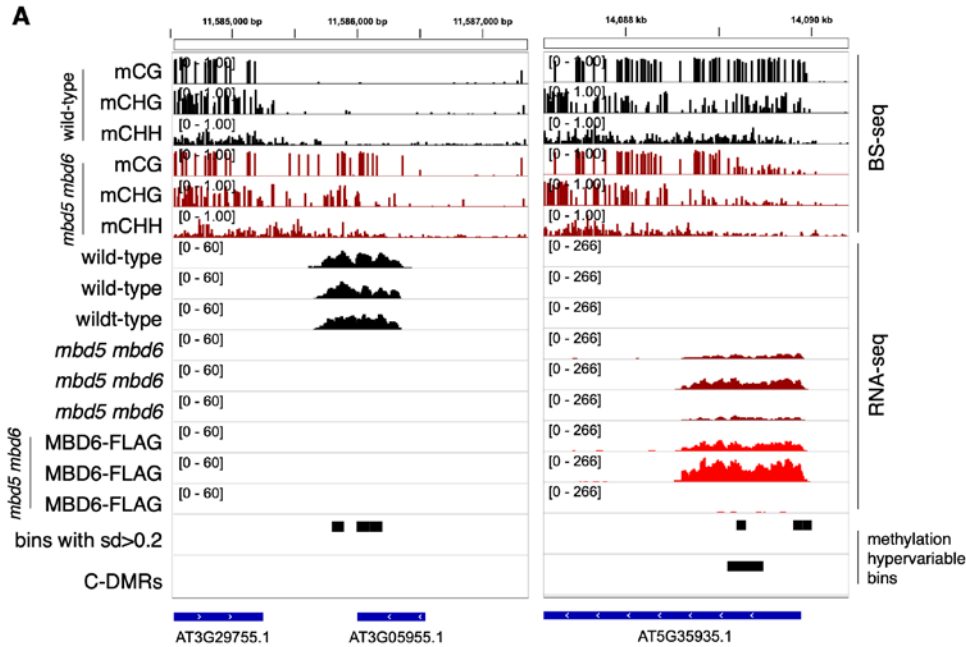 A
11,585,000 bp 11,586,000 bp 11,587,000 bp 14,088 kb 14,090 kb
wild-type
mCG [0 - 1.00] [0 - 1.00]
mCHG [0 - 1.00] [0 - 1.00]
mCHH [0 - 1.00] [0 - 1.00]
mbd5 mbd6
mCG [0 - 1.00] [0 - 1.00]
mCHG [0 - 1.00] [0 - 1.00]
mCHH [0 - 1.00] [0 - 1.00]
BS-seq
wild-type [0 - 60] [0 - 266]
wild-type [0 - 60] [0 - 266]
wildt-type [0 - 60] [0 - 266]
mbd5 mbd6 [0 - 60] [0 - 266]
mbd5 mbd6 [0 - 60] [0 - 266]
mbd5 mbd6 [0 - 60] [0 - 266]
mbd5 mbd6
MBD6-FLAG [0 - 60] [0 - 266]
MBD6-FLAG [0 - 60] [0 - 266]
MBD6-FLAG [0 - 60] [0 - 266]
RNA-seq
bins with sd>0.2
C-DMRs
methylation
hypervariable
bins
AT3G29755.1 AT3G05955.1 AT5G35935.1